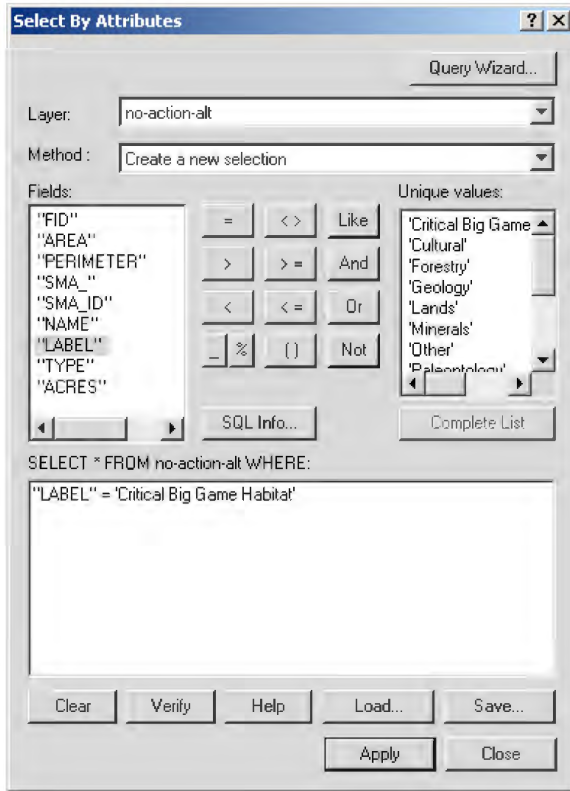 Select By Attributes
? X
Query Wizard...
Layer: no-action-alt
Method : Create a new selection
Fields:
Unique values:
"FID"
"AREA"
"PERIMETER"
"SMA_"
"SMA_ID"
"NAME"
"LABEL"
"TYPE"
"ACRES"
= <> Like
> >= And
< <= Or
_ % () Not
'Critical Big Game
'Cultural'
'Forestry'
'Geology'
'Lands'
'Minerals'
'Other'
'Paleontology'
SQL Info...
Complete List
SELECT * FROM no-action-alt WHERE:
"LABEL" = 'Critical Big Game Habitat'
Clear Verify Help Load... Save...
Apply Close